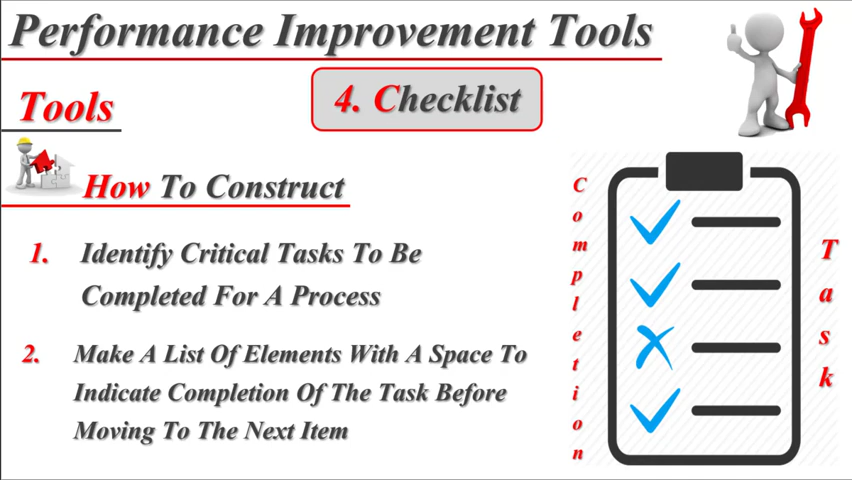 Performance Improvement Tools
4. Checklist
Tools
How To Construct
1. Identify Critical Tasks To Be
Completed For A Process
2. Make A List Of Elements With A Space To
Indicate Completion Of The Task Before
Moving To The Next Item
Completion
Task